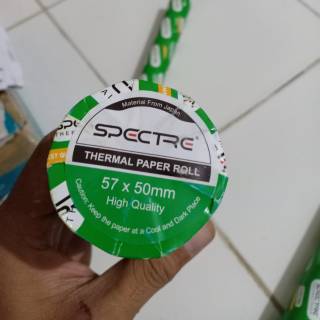 Material From Japan
SPECTRE®
THERMAL PAPER ROLL
57 x 50mm
High Quality
Caution: Keep the paper at a Cool and Dark Place